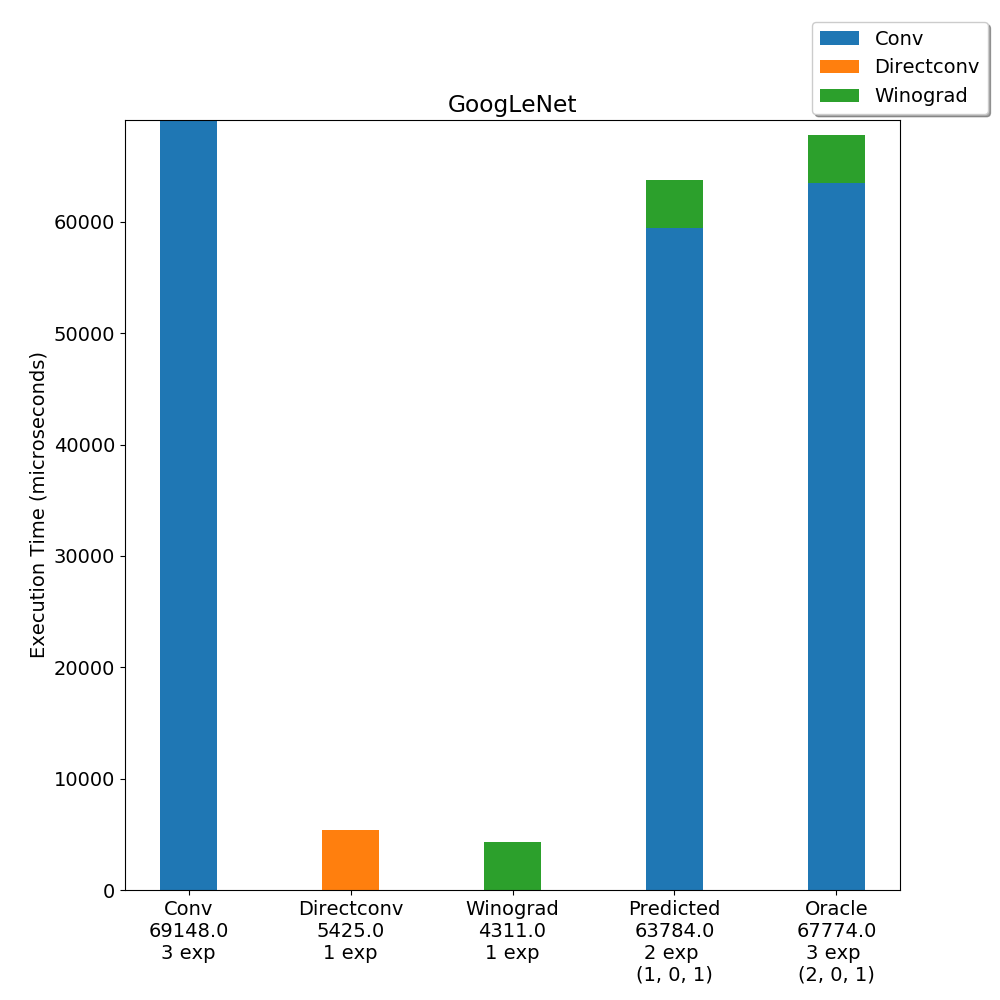 Conv
Directconv
Winograd
GoogLeNet
Execution Time (microseconds)
60000
50000
40000
30000
20000
10000
0
Conv Directconv Winograd Predicted Oracle
69148.0 5425.0 4311.0 63784.0 67774.0
3 exp 1 exp 1 exp 2 exp 3 exp
(1, 0, 1) (2, 0, 1)